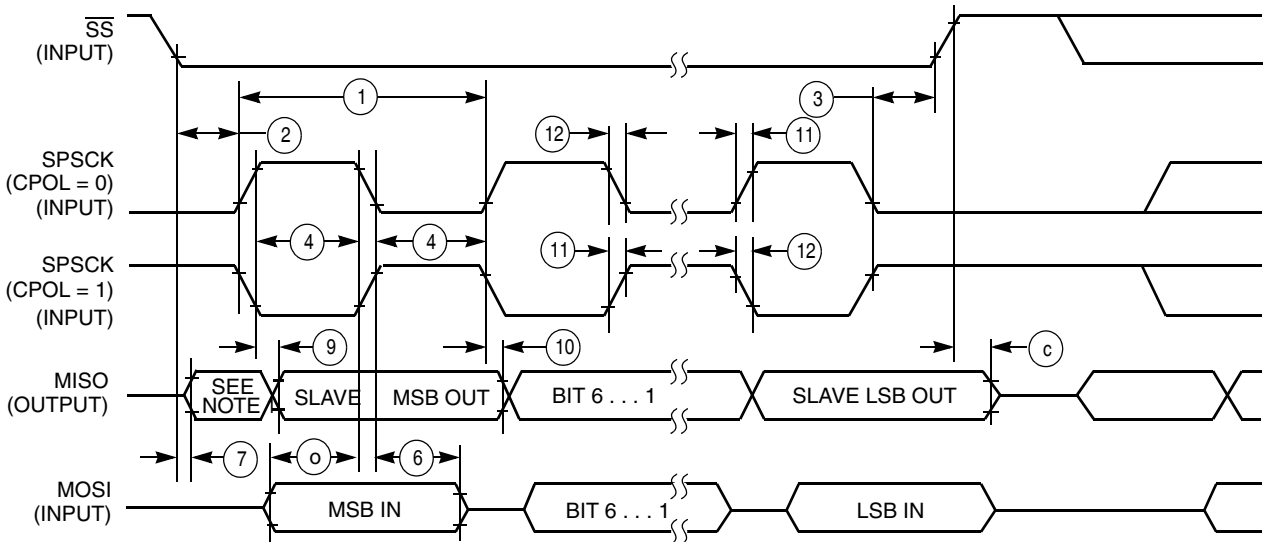 SS
(INPUT)
1
3
2
12
11
SPSCK
(CPOL = 0)
(INPUT)
4
4
SPSCK
(CPOL = 1)
(INPUT)
11
12
9
10
c
MISO
(OUTPUT)
SEE
NOTE
SLAVE
MSB OUT
BIT 6 . . . 1
SLAVE LSB OUT
7
o
6
MOSI
(INPUT)
MSB IN
BIT 6 . . . 1
LSB IN